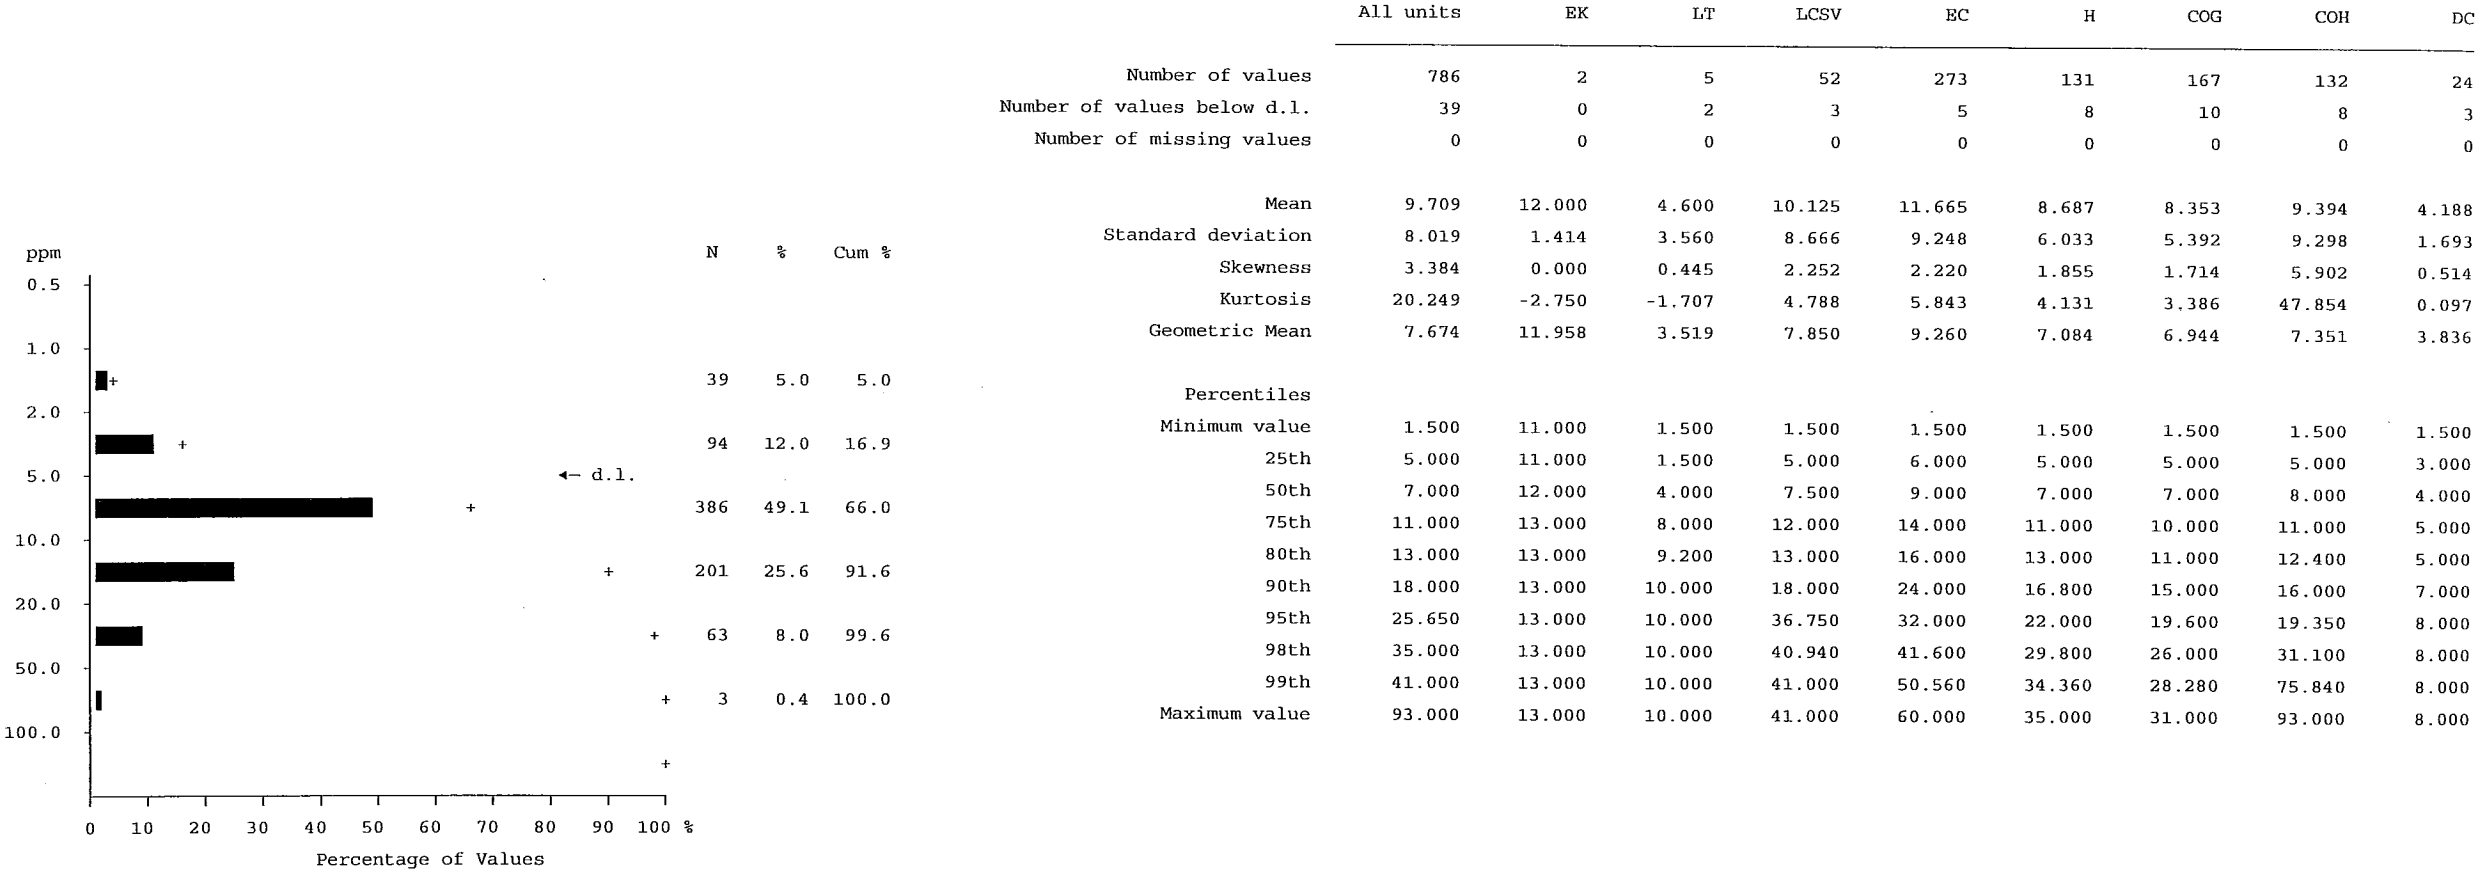 All units EK LT LCSV EC H COG COH DC
Number of values 786 2 5 52 273 131 167 132 24
Number of values below d.l. 39 0 2 3 5 8 10 8 3
Number of missing values 0 0 0 0 0 0 0 0 0
Mean 9.709 12.000 4.600 10.125 11.665 8.687 8.353 9.394 4.188
Standard deviation 8.019 1.414 3.560 8.666 9.248 6.033 5.392 9.298 1.693
Skewness 3.384 0.000 0.445 2.252 2.220 1.855 1.714 5.902 0.514
Kurtosis 20.249 -2.750 -1.707 4.788 5.843 4.131 3.386 47.854 0.097
Geometric Mean 7.674 11.958 3.519 7.850 9.260 7.084 6.944 7.351 3.836
Percentiles
Minimum value 1.500 11.000 1.500 1.500 1.500 1.500 1.500 1.500 1.500
25th 5.000 11.000 1.500 5.000 6.000 5.000 5.000 5.000 3.000
50th 7.000 12.000 4.000 7.500 9.000 7.000 7.000 8.000 4.000
75th 11.000 13.000 8.000 12.000 14.000 11.000 10.000 11.000 5.000
80th 13.000 13.000 9.200 13.000 16.000 13.000 11.000 12.400 5.000
90th 18.000 13.000 10.000 18.000 24.000 16.800 15.000 16.000 7.000
95th 25.650 13.000 10.000 36.750 32.000 22.000 19.600 19.350 8.000
98th 35.000 13.000 10.000 40.940 41.600 29.800 26.000 31.100 8.000
99th 41.000 13.000 10.000 41.000 50.560 34.360 28.280 75.840 8.000
Maximum value 93.000 13.000 10.000 41.000 60.000 35.000 31.000 93.000 8.000
ppm N % Cum %
0.5
1.0
+ 39 5.0 5.0
2.0
+ 94 12.0 16.9
5.0 ← d.l.
+ 386 49.1 66.0
10.0
+ 201 25.6 91.6
20.0
+ 63 8.0 99.6
50.0
+ 3 0.4 100.0
100.0
+
0 10 20 30 40 50 60 70 80 90 100 %
Percentage of Values